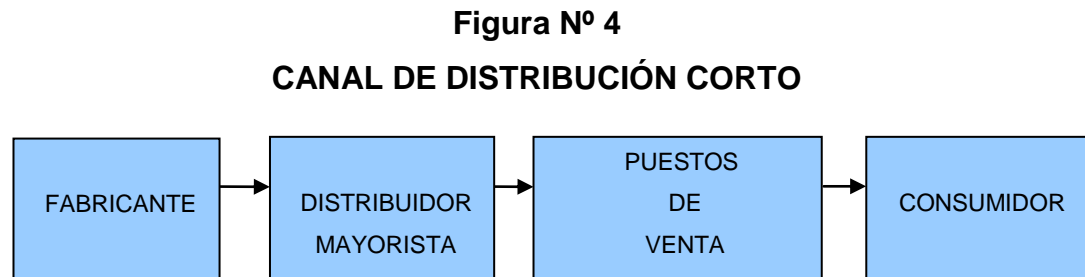 Figura Nº 4
CANAL DE DISTRIBUCIÓN CORTO
FABRICANTE
DISTRIBUIDOR
MAYORISTA
PUESTOS
DE
VENTA
CONSUMIDOR